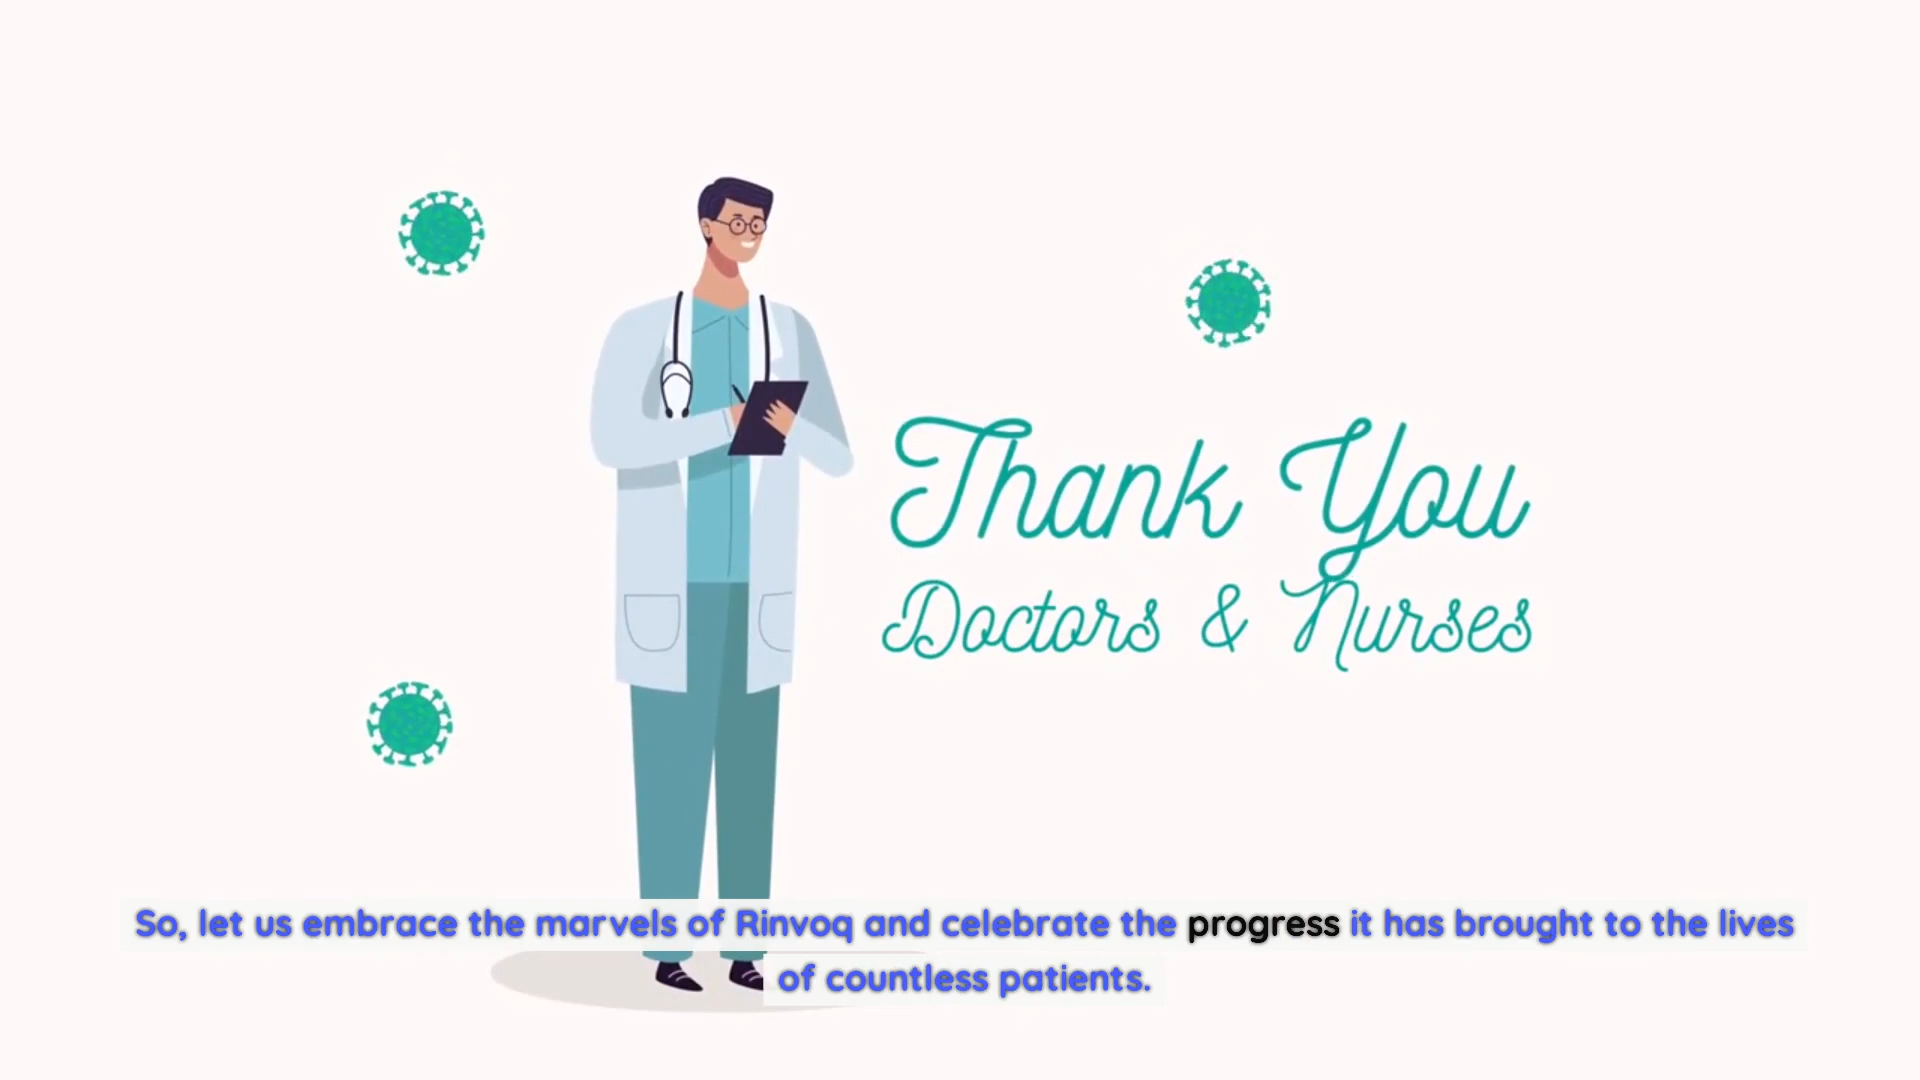 Thank You
Doctors & Nurses
So, let us embrace the marvels of Rinvoq and celebrate the progress it has brought to the lives
of countless patients.